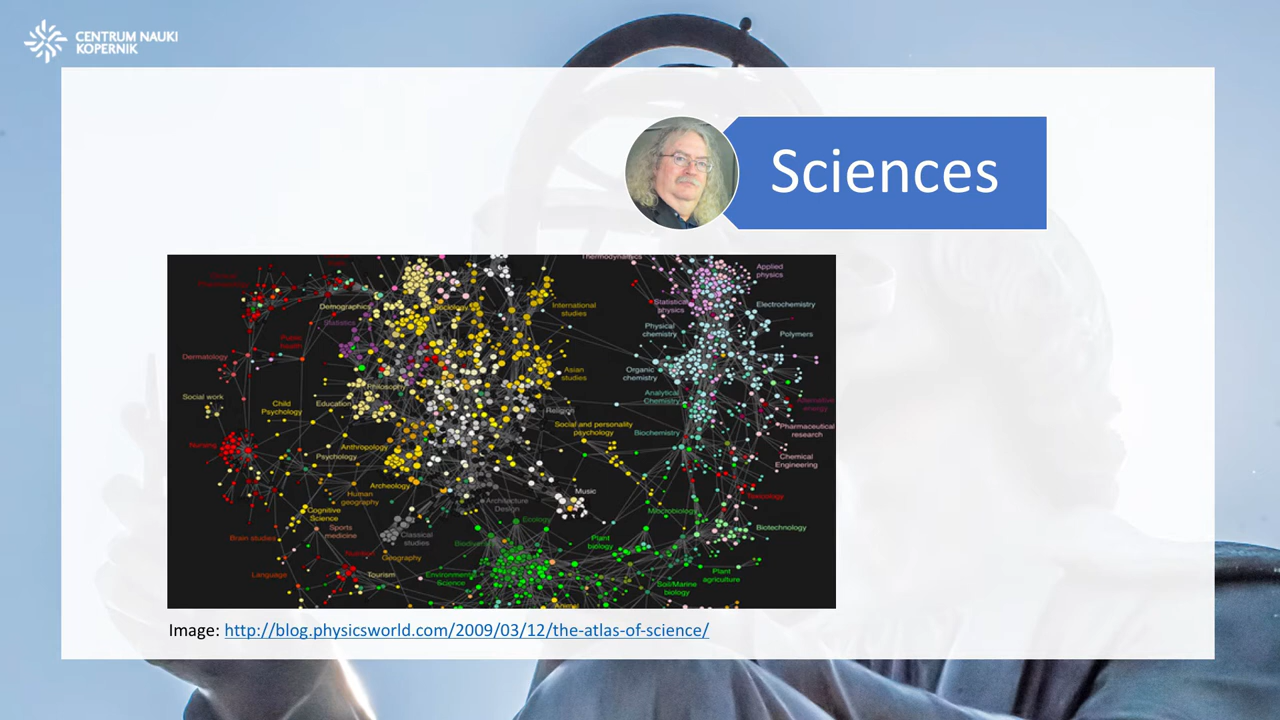 CENTRUM NAUKI
KOPERNIK
Sciences
Thermodynamics
Applied
physics
Demographics
Sociology
International
studies
Statistical
physics
Electrochemistry
Statistics
Physical
chemistry
Polymers
Public
health
Dermatology
Organic
chemistry
Asian
studies
Philosophy
Social work
Child
Psychology
Education
Analytical
Chemistry
Alternative
energy
Religion
Social and personality
psychology
Biochemistry
Pharmaceutical
research
Nursing
Anthropology
Psychology
Chemical
Engineering
Archeology
Human
geography
Music
Toxicology
Architecture
Design
Cognitive
Science
Microbiology
Ecology
Sports
medicine
Classical
studies
Biotechnology
Brain studies
Plant
biology
Geography
Language
Tourism
Plant
agriculture
Soil/Marine
biology
Image: http://blog.physicsworld.com/2009/03/12/the-atlas-of-science/